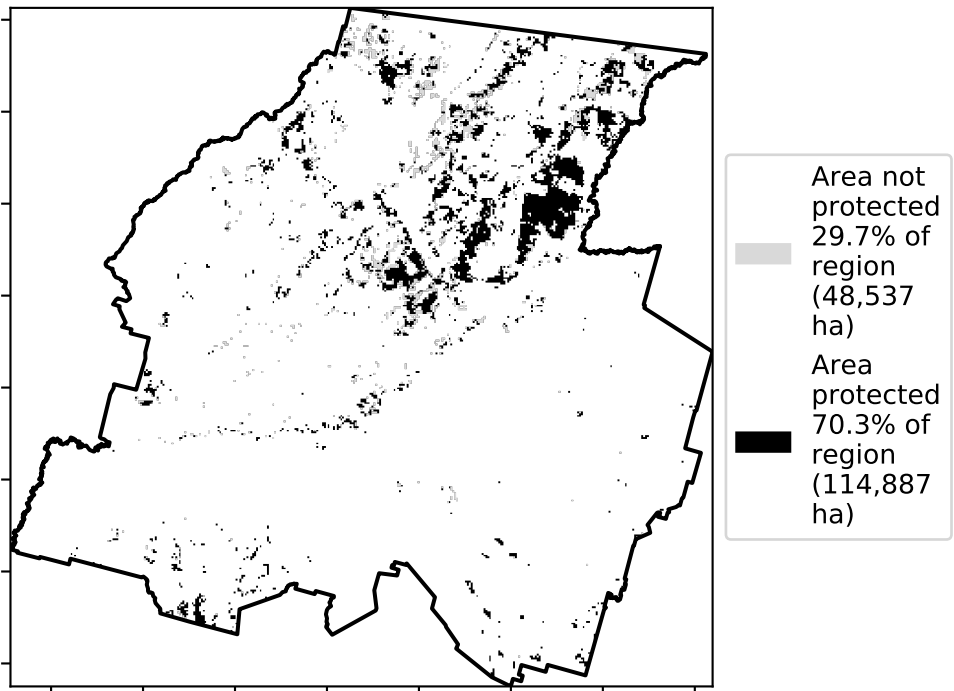 Area not
protected
29.7% of
region
(48,537
ha)
Area
protected
70.3% of
region
(114,887
ha)